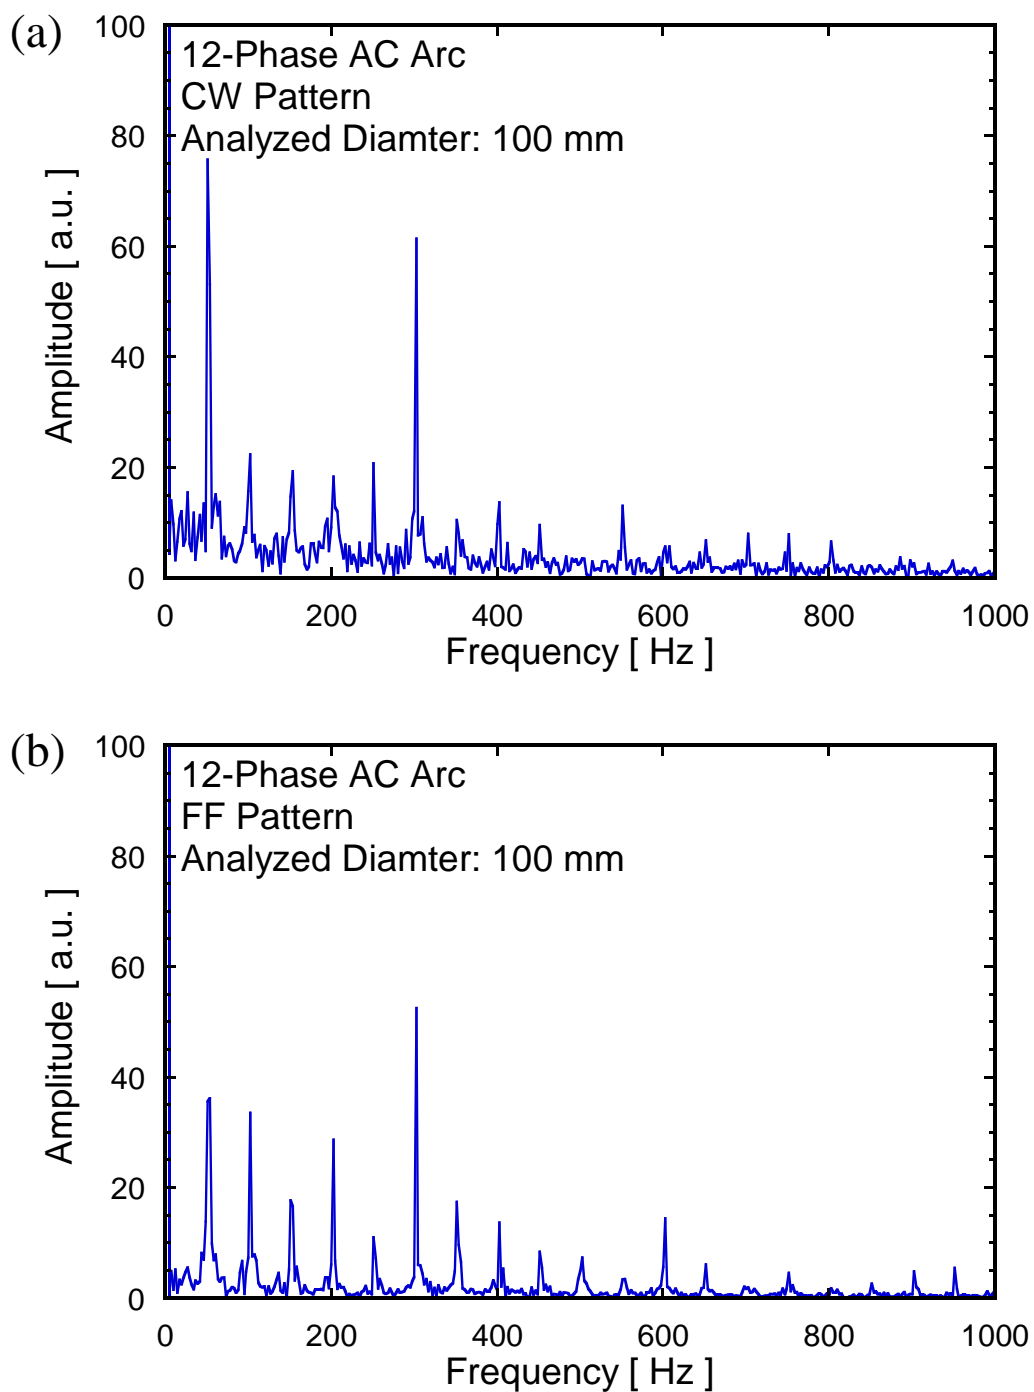 (a)
100
80
60
40
20
0
Amplitude [ a.u. ]
12-Phase AC Arc
CW Pattern
Analyzed Diamter: 100 mm
0 200 400 600 800 1000
Frequency [ Hz ]
(b)
100
80
60
40
20
0
Amplitude [ a.u. ]
12-Phase AC Arc
FF Pattern
Analyzed Diamter: 100 mm
0 200 400 600 800 1000
Frequency [ Hz ]